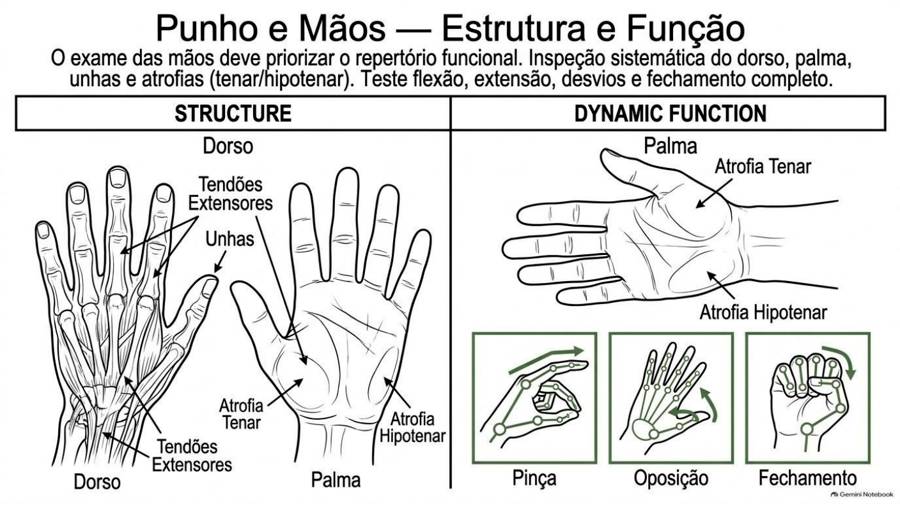 Punho e Mãos — Estrutura e Função
O exame das mãos deve priorizar o repertório funcional. Inspeção sistemática do dorso, palma,
unhas e atrofias (tenar/hipotenar). Teste flexão, extensão, desvios e fechamento completo.
STRUCTURE
Dorso
Tendões
Extensores
Unhas
Atrofia
Tenar
Atrofia
Hipotenar
Tendões
Extensores
Dorso
Palma
DYNAMIC FUNCTION
Palma
Atrofia Tenar
Atrofia Hipotenar
Pinça
Oposição
Fechamento
Gemini Notebook